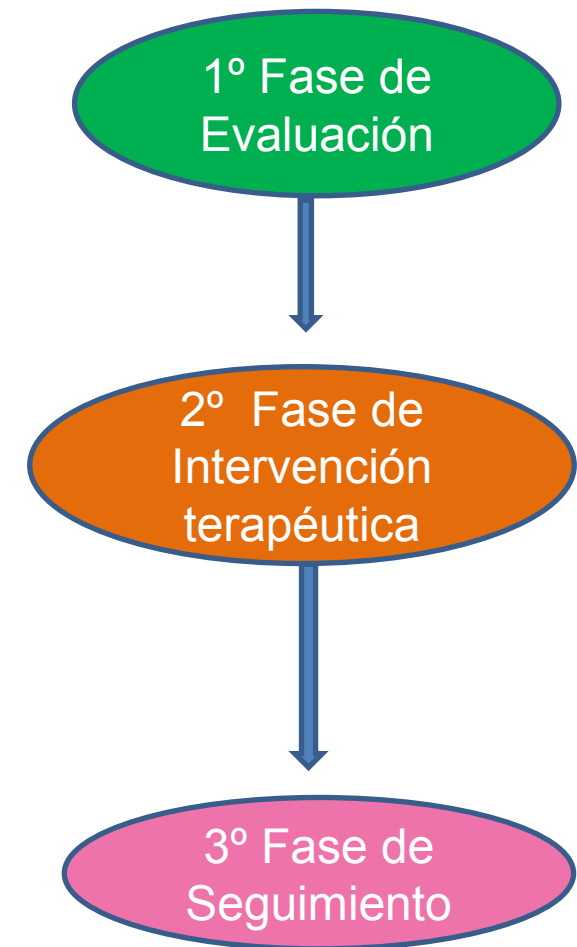 1º Fase de
Evaluación
2º Fase de
Intervención
terapéutica
3º Fase de
Seguimiento